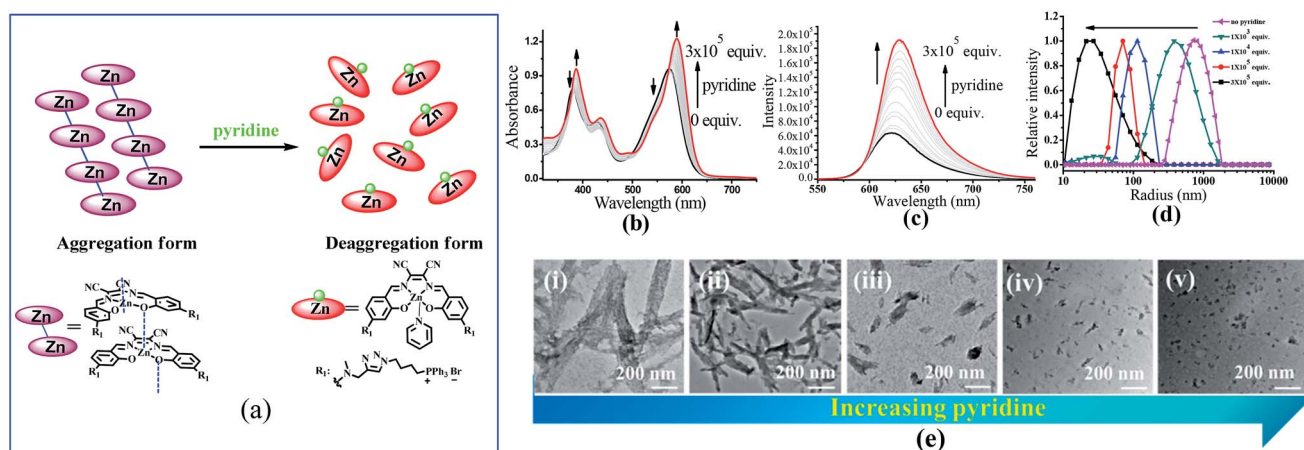 Zn
Zn
Zn
Zn
Zn
Zn
Zn
Zn
pyridine
Zn
Zn
Zn
Zn
Zn
Zn
Zn
Zn
Aggregation form
Deaggregation form
Zn
Zn
=
NC
CN
N
N
Zn
O
O
R1
R1
NC
CN
N
N
Zn
O
O
R1
R1
Zn
=
NC
CN
N
N
Zn
O
O
N
R1
R1
R1:
N
N=N
N
PPh3 Br
+ −
(a)
Absorbance
1.2
0.9
0.6
0.3
0.0
3x10^5 equiv.
pyridine
0 equiv.
400 500 600 700
Wavelength (nm)
(b)
Intensity
2.0x10^5
1.8x10^5
1.6x10^5
1.4x10^5
1.2x10^5
1.0x10^5
8.0x10^4
6.0x10^4
4.0x10^4
2.0x10^4
0.0
3x10^5 equiv.
pyridine
0 equiv.
550 600 650 700 750
Wavelength (nm)
(c)
Relative intensity
1.2
1.0
0.8
0.6
0.4
0.2
0.0
no pyridine
1X10^3 equiv.
1X10^4 equiv.
1X10^5 equiv.
3X10^5 equiv.
10 100 1000 10000
Radius (nm)
(d)
(i)
200 nm
(ii)
200 nm
(iii)
200 nm
(iv)
200 nm
(v)
200 nm
Increasing pyridine
(e)